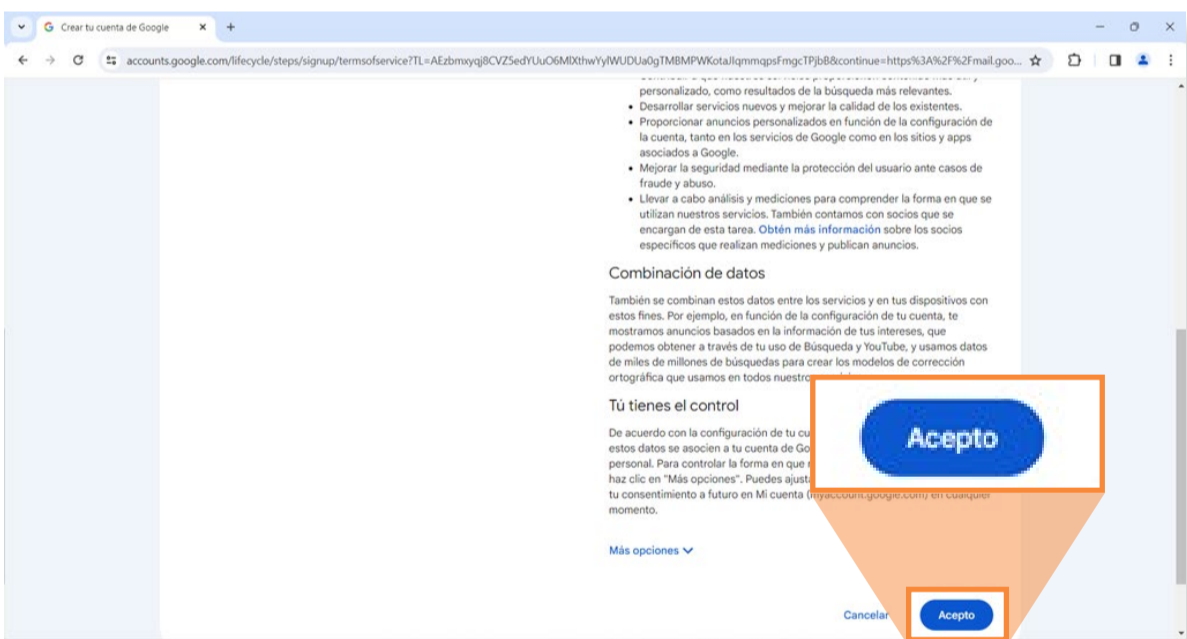 Crear tu cuenta de Google
accounts.google.com/lifecycle/steps/signup/termsofservice?TL=
personalizado, como resultados de la búsqueda más relevantes.
• Desarrollar servicios nuevos y mejorar la calidad de los existentes.
• Proporcionar anuncios personalizados en función de la configuración de
la cuenta, tanto en los servicios de Google como en los sitios y apps
asociados a Google.
• Mejorar la seguridad mediante la protección del usuario ante casos de
fraude y abuso.
• Llevar a cabo análisis y mediciones para comprender la forma en que se
utilizan nuestros servicios. También contamos con socios que se
encargan de esta tarea. Obtén más información sobre los socios
específicos que realizan mediciones y publican anuncios.
Combinación de datos
También se combinan estos datos entre los servicios y en tus dispositivos con
estos fines. Por ejemplo, en función de la configuración de tu cuenta, te
mostramos anuncios basados en la información de tus intereses, que
podemos obtener a través de tu uso de Búsqueda y YouTube, y usamos datos
de miles de millones de búsquedas para crear los modelos de corrección
ortográfica que usamos en todos nuestro
Tú tienes el control
De acuerdo con la configuración de tu cu
estos datos se asocien a tu cuenta de Go
personal. Para controlar la forma en que
haz clic en "Más opciones". Puedes ajust
tu consentimiento a futuro en Mi cuenta (myaccount.google.com) en cualquier
momento.
Acepto
Más opciones
Cancelar
Acepto